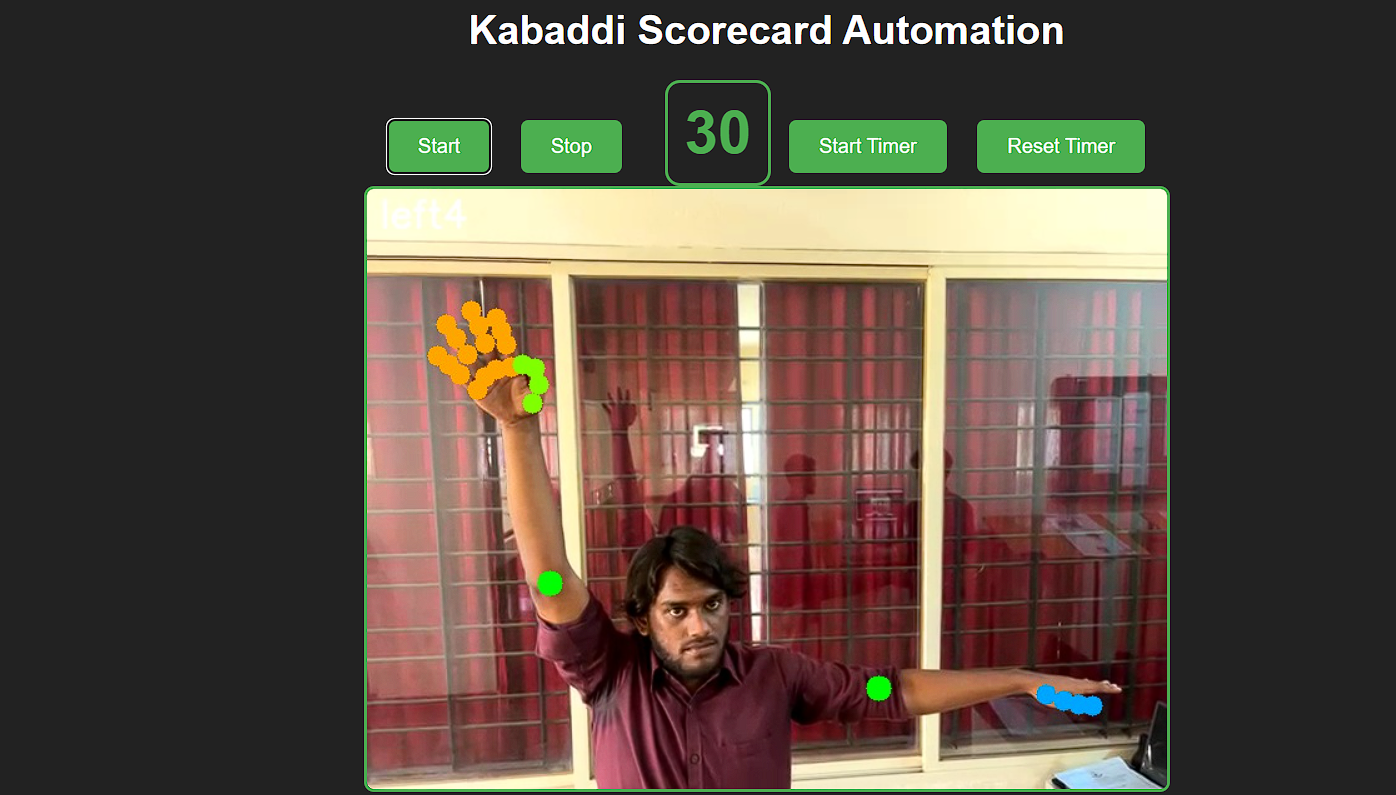 Kabaddi Scorecard Automation
Start
Stop
30
Start Timer
Reset Timer
left4